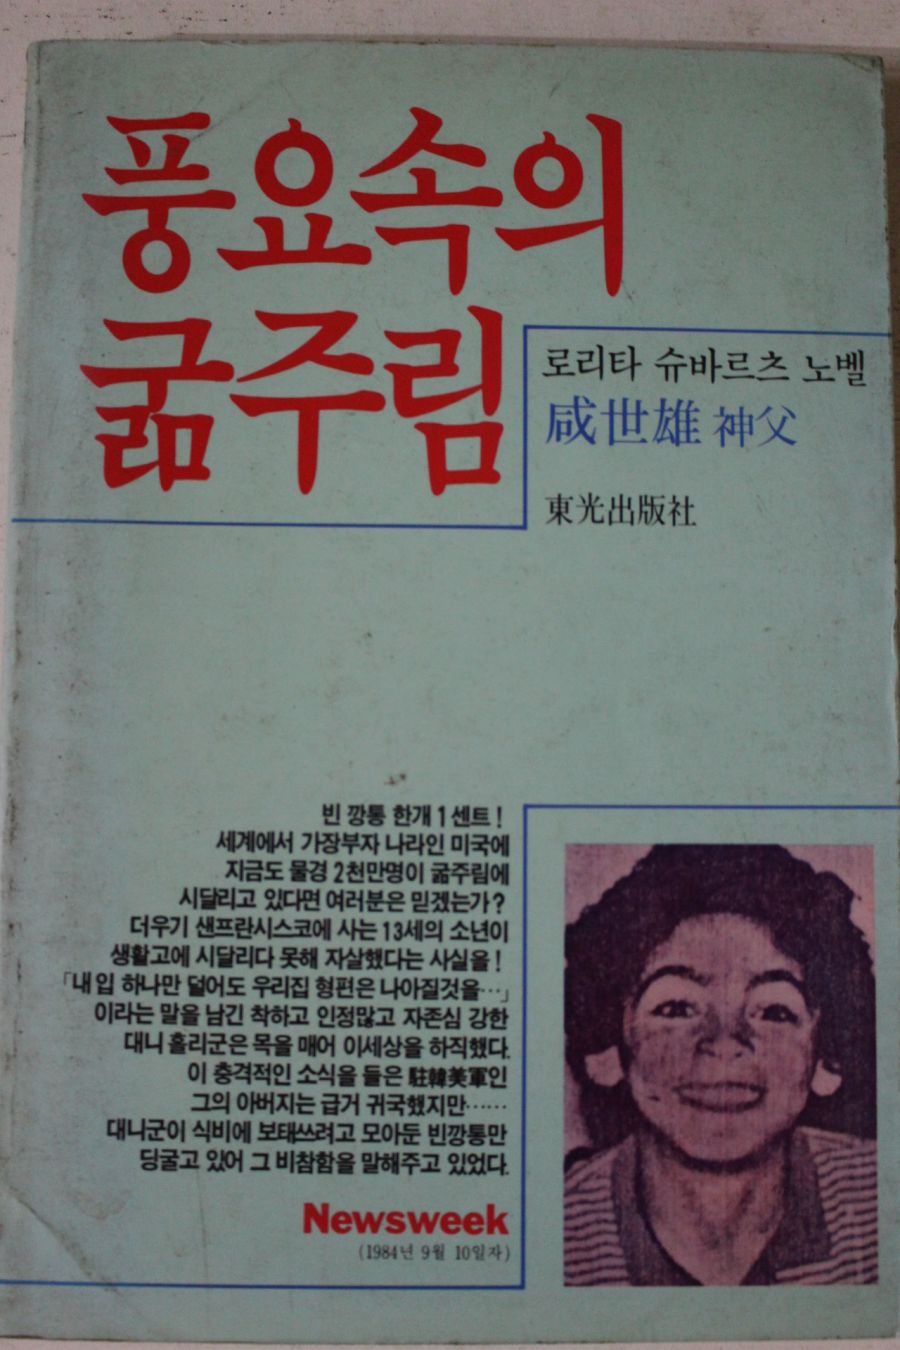 풍요속의
굶주림
로리타 슈바르츠 노벨
咸世雄 神父
東光出版社
빈 깡통 한개 1센트!
세계에서 가장부자 나라인 미국에
지금도 물경 2천만명이 굶주림에
시달리고 있다면 여러분은 믿겠는가?
더우기 샌프란시스코에 사는 13세의 소년이
생활고에 시달리다 못해 자살했다는 사실을!
「내 입 하나만 덜어도 우리집 형편은 나아질것을…」
이라는 말을 남긴 착하고 인정많고 자존심 강한
대니 홀리군은 목을 매어 이세상을 하직했다.
이 충격적인 소식을 들은 駐韓美軍인
그의 아버지는 급거 귀국했지만……
대니군이 식비에 보태쓰려고 모아둔 빈깡통만
딩굴고 있어 그 비참함을 말해주고 있었다.
Newsweek
(1984년 9월 10일자)